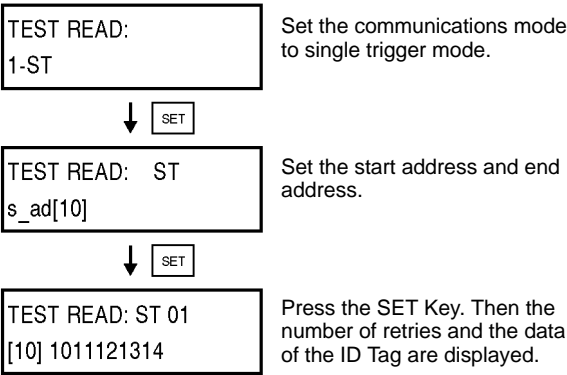 TEST READ:
1-ST
Set the communications mode
to single trigger mode.
SET
TEST READ: ST
s_ad[10]
Set the start address and end
address.
SET
TEST READ: ST 01
[10] 1011121314
Press the SET Key. Then the
number of retries and the data
of the ID Tag are displayed.